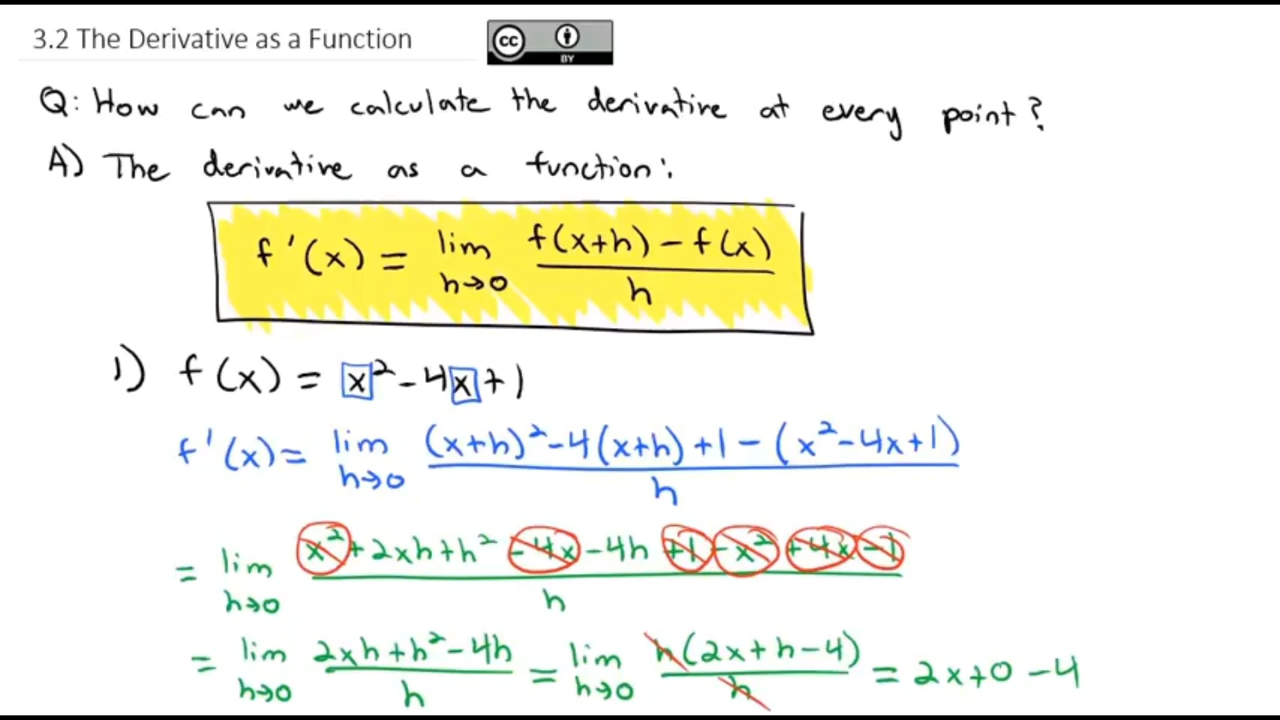 3.2 The Derivative as a Function
cc BY
Q: How can we calculate the derivative at every point?
A) The derivative as a function:
f'(x) = lim h→0 f(x+h) - f(x) / h
1) f(x) = x² - 4x + 1
f'(x) = lim h→0 (x+h)² - 4(x+h) + 1 - (x² - 4x + 1) / h
= lim h→0 x² + 2xh + h² - 4x - 4h + 1 - x² + 4x - 1 / h
= lim h→0 2xh + h² - 4h / h = lim h→0 h(2x + h - 4) / h = 2x + 0 - 4